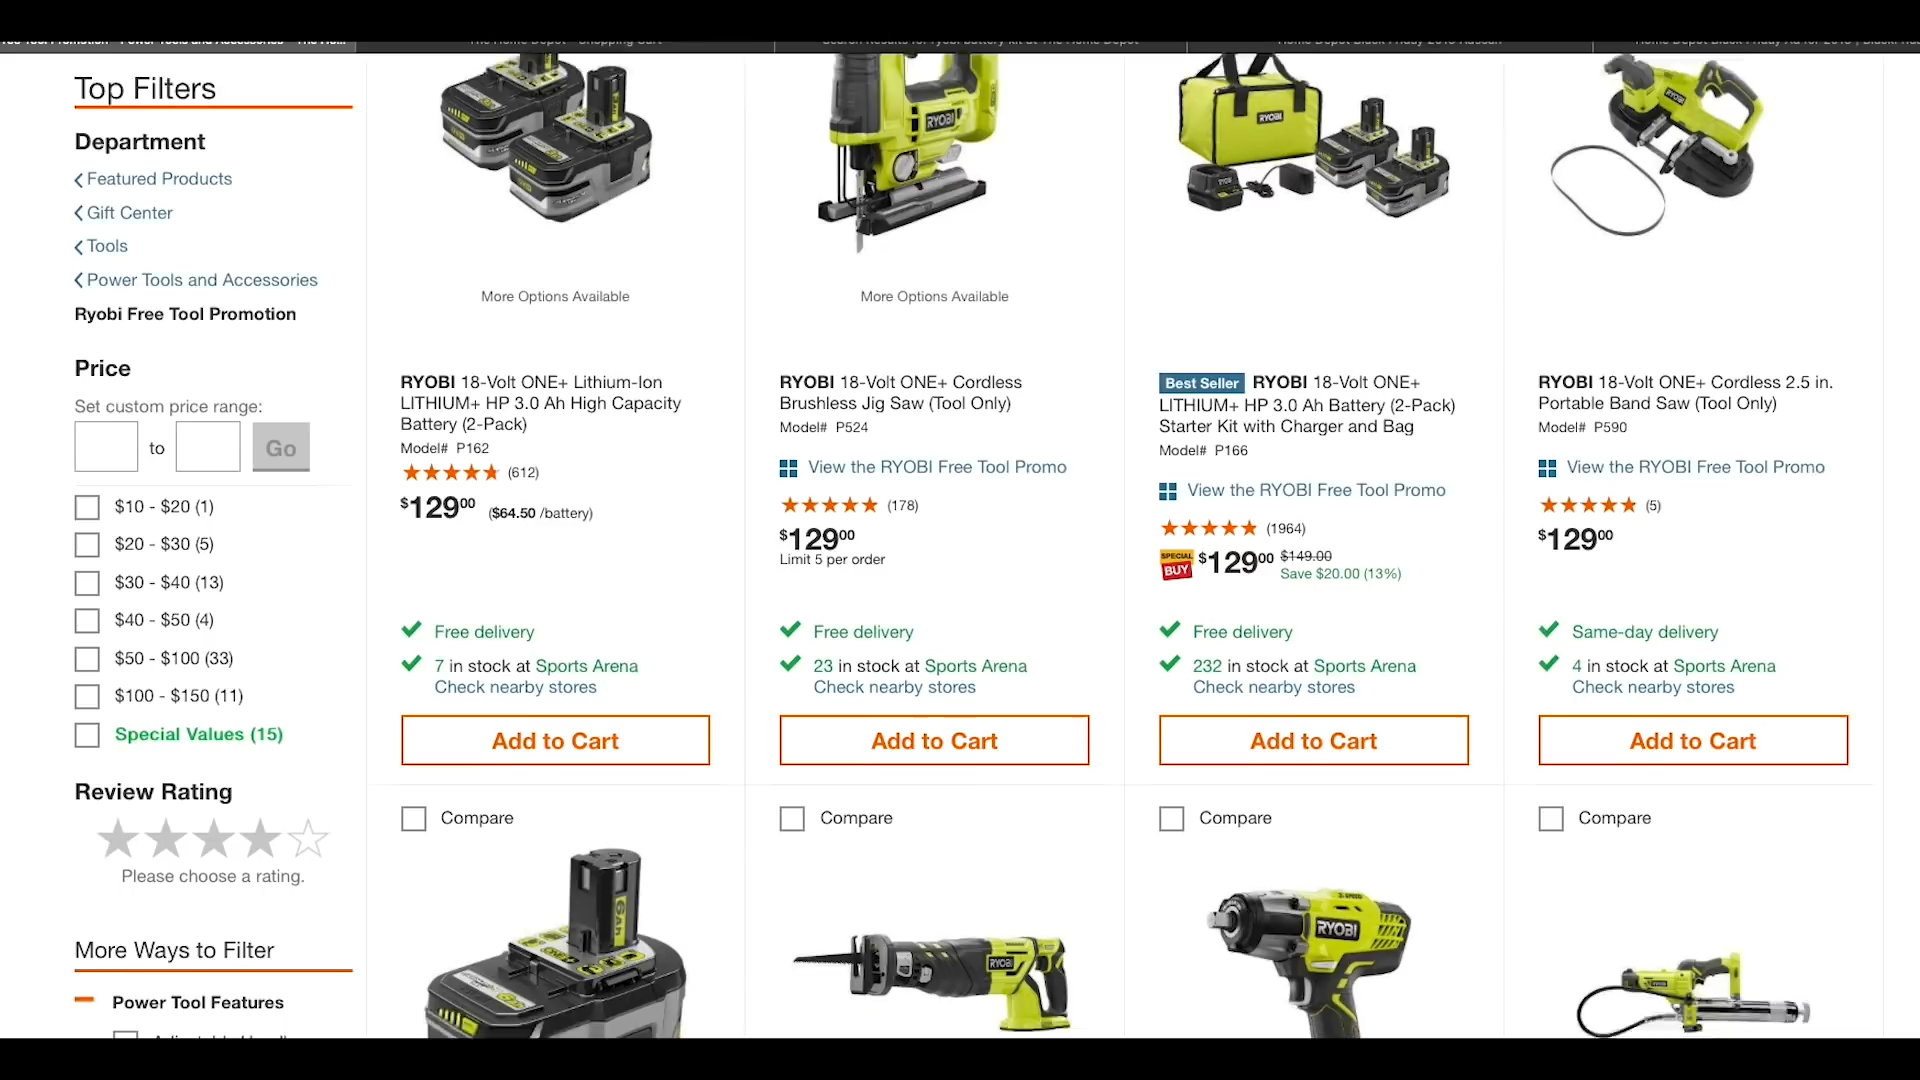 Top Filters
Department
Featured Products
Gift Center
Tools
Power Tools and Accessories
Ryobi Free Tool Promotion
Price
Set custom price range:
to
Go
$10 - $20 (1)
$20 - $30 (5)
$30 - $40 (13)
$40 - $50 (4)
$50 - $100 (33)
$100 - $150 (11)
Special Values (15)
Review Rating
Please choose a rating.
More Ways to Filter
Power Tool Features
More Options Available
RYOBI 18-Volt ONE+ Lithium-Ion
LITHIUM+ HP 3.0 Ah High Capacity
Battery (2-Pack)
Model# P162
(612)
$12900 ($64.50 /battery)
Free delivery
7 in stock at Sports Arena
Check nearby stores
Add to Cart
Compare
6Ah
RYOBI
More Options Available
RYOBI 18-Volt ONE+ Cordless
Brushless Jig Saw (Tool Only)
Model# P524
View the RYOBI Free Tool Promo
(178)
$12900
Limit 5 per order
Free delivery
23 in stock at Sports Arena
Check nearby stores
Add to Cart
Compare
RYOBI
RYOBI
Best Seller RYOBI 18-Volt ONE+
LITHIUM+ HP 3.0 Ah Battery (2-Pack)
Starter Kit with Charger and Bag
Model# P166
View the RYOBI Free Tool Promo
(1964)
SPECIAL BUY $12900 $149.00
Save $20.00 (13%)
Free delivery
232 in stock at Sports Arena
Check nearby stores
Add to Cart
Compare
RYOBI
RYOBI
RYOBI 18-Volt ONE+ Cordless 2.5 in.
Portable Band Saw (Tool Only)
Model# P590
View the RYOBI Free Tool Promo
(5)
$12900
Same-day delivery
4 in stock at Sports Arena
Check nearby stores
Add to Cart
Compare